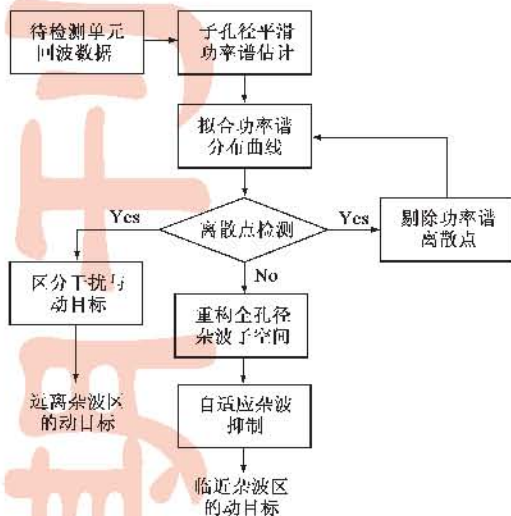 待检测单元
回波数据
子孔径平滑
功率谱估计
拟合功率谱
分布曲线
Yes
离散点检测
Yes
剔除功率谱
离散点
No
区分干扰与
动目标
重构全孔径
杂波子空间
远离杂波区
的动目标
自适应杂波
抑制
临近杂波区
的动目标